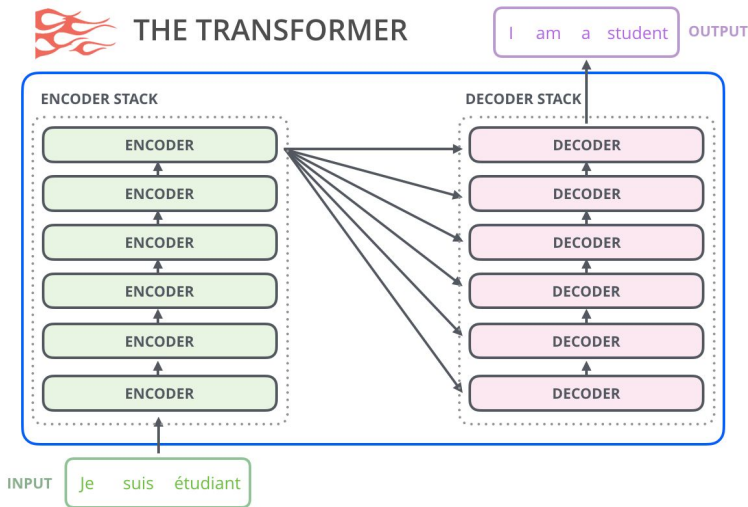 THE TRANSFORMER
I am a student
OUTPUT
ENCODER STACK
ENCODER
ENCODER
ENCODER
ENCODER
ENCODER
ENCODER
DECODER STACK
DECODER
DECODER
DECODER
DECODER
DECODER
DECODER
INPUT
Je suis étudiant